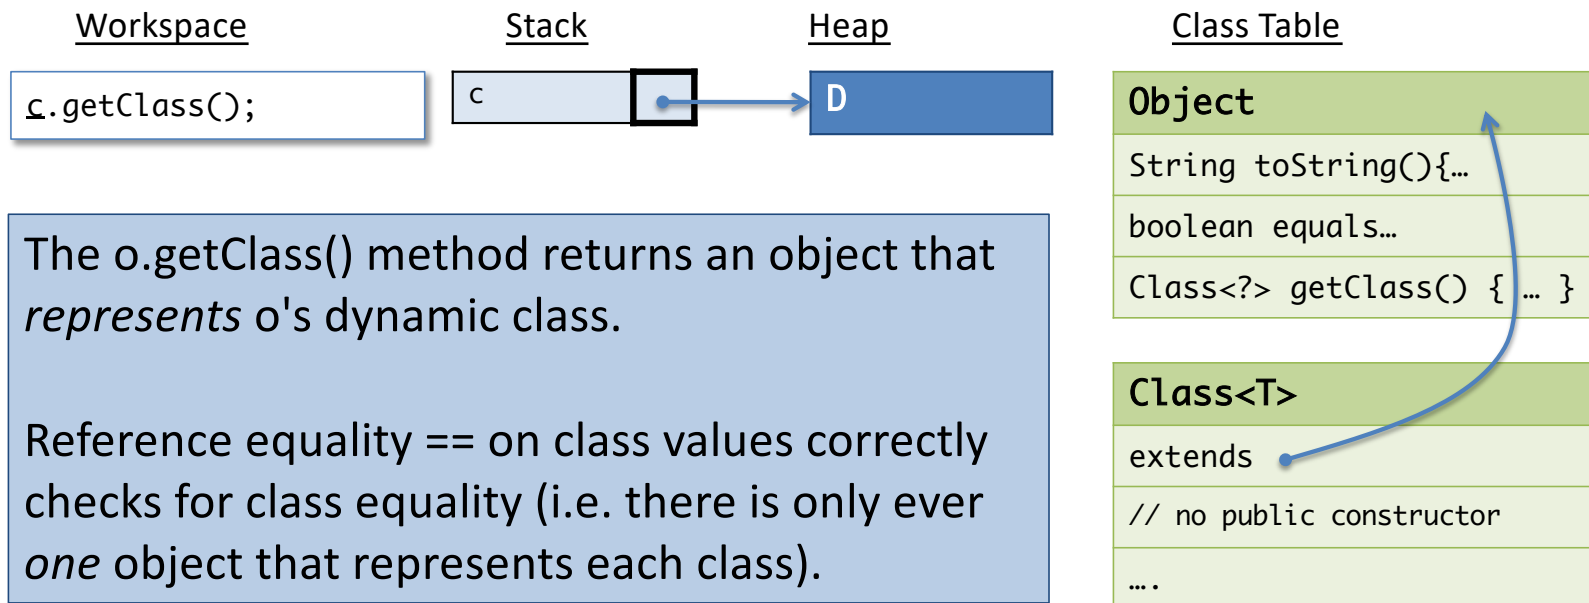 Workspace
Stack
Heap
Class Table
c.getClass();
c
D
The o.getClass() method returns an object that
represents o's dynamic class.
Reference equality == on class values correctly
checks for class equality (i.e. there is only ever
one object that represents each class).
Object
String toString(){…
boolean equals…
Class<?> getClass() { … }
Class<T>
extends
// no public constructor
….